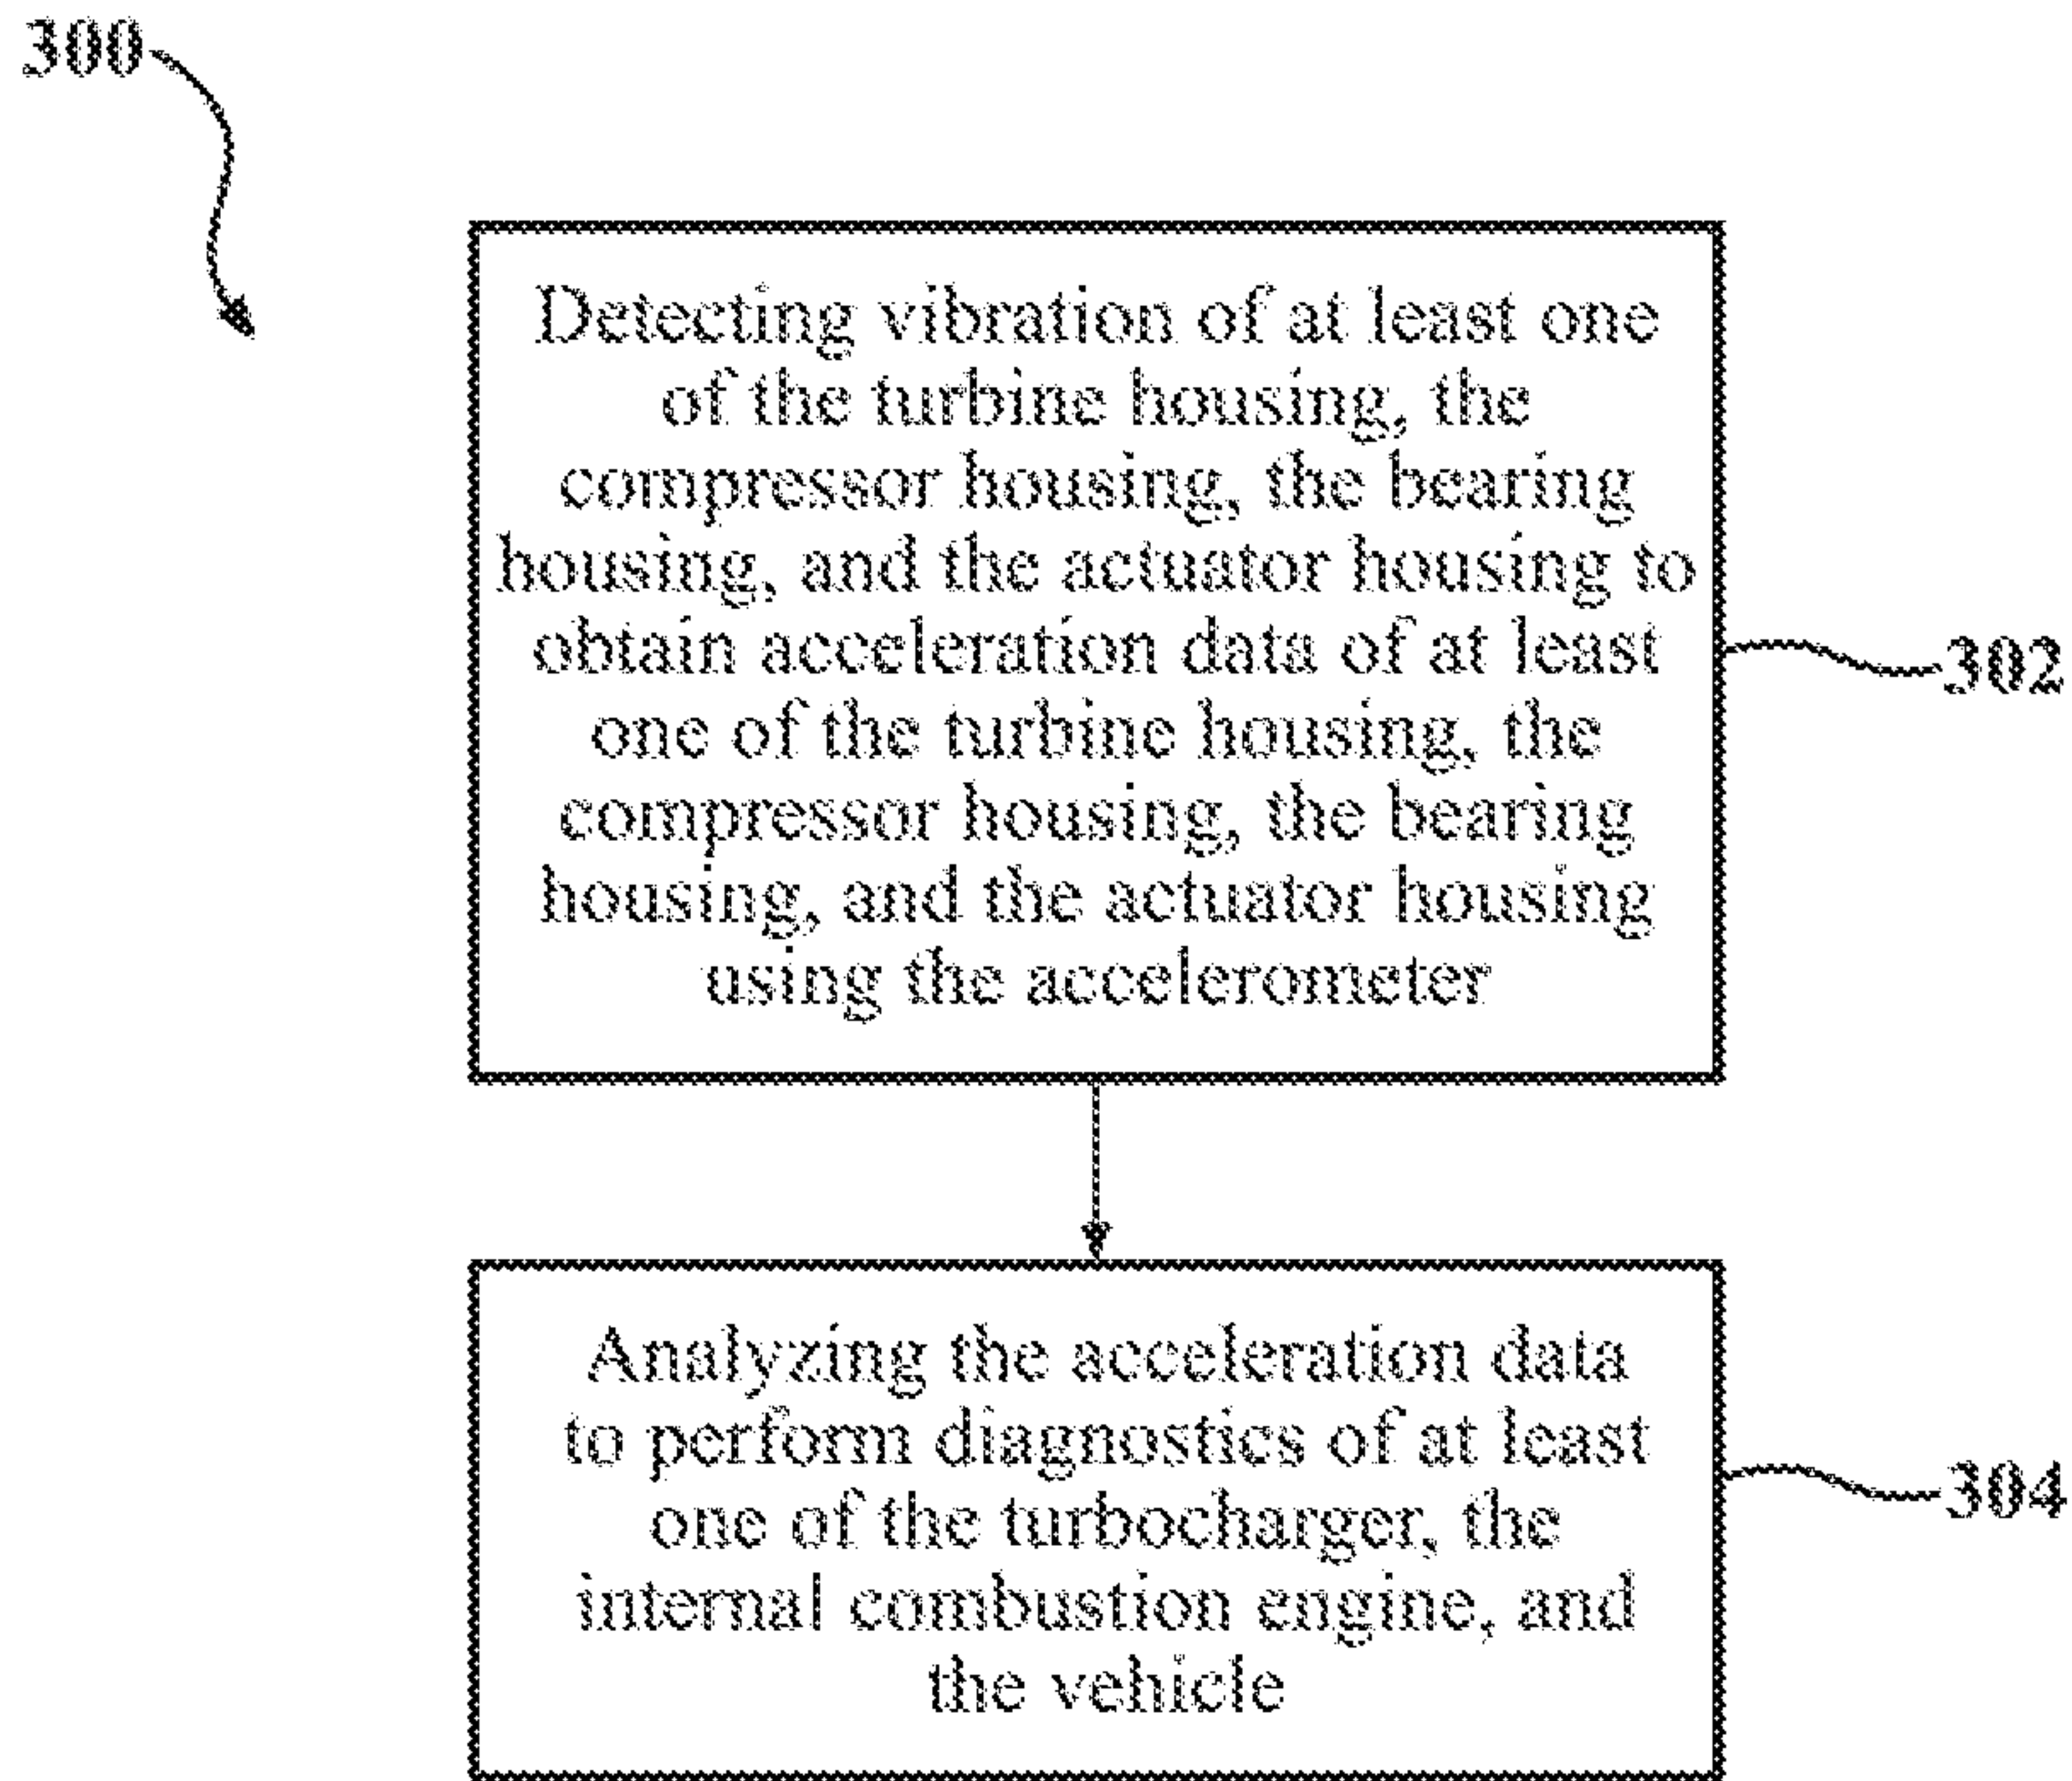 300
Detecting vibration of at least one
of the turbine housing, the
compressor housing, the bearing
housing, and the actuator housing to
obtain acceleration data of at least
one of the turbine housing, the
compressor housing, the bearing
housing, and the actuator housing
using the accelerometer
302
Analyzing the acceleration data
to perform diagnostics of at least
one of the turbocharger, the
internal combustion engine, and
the vehicle
304